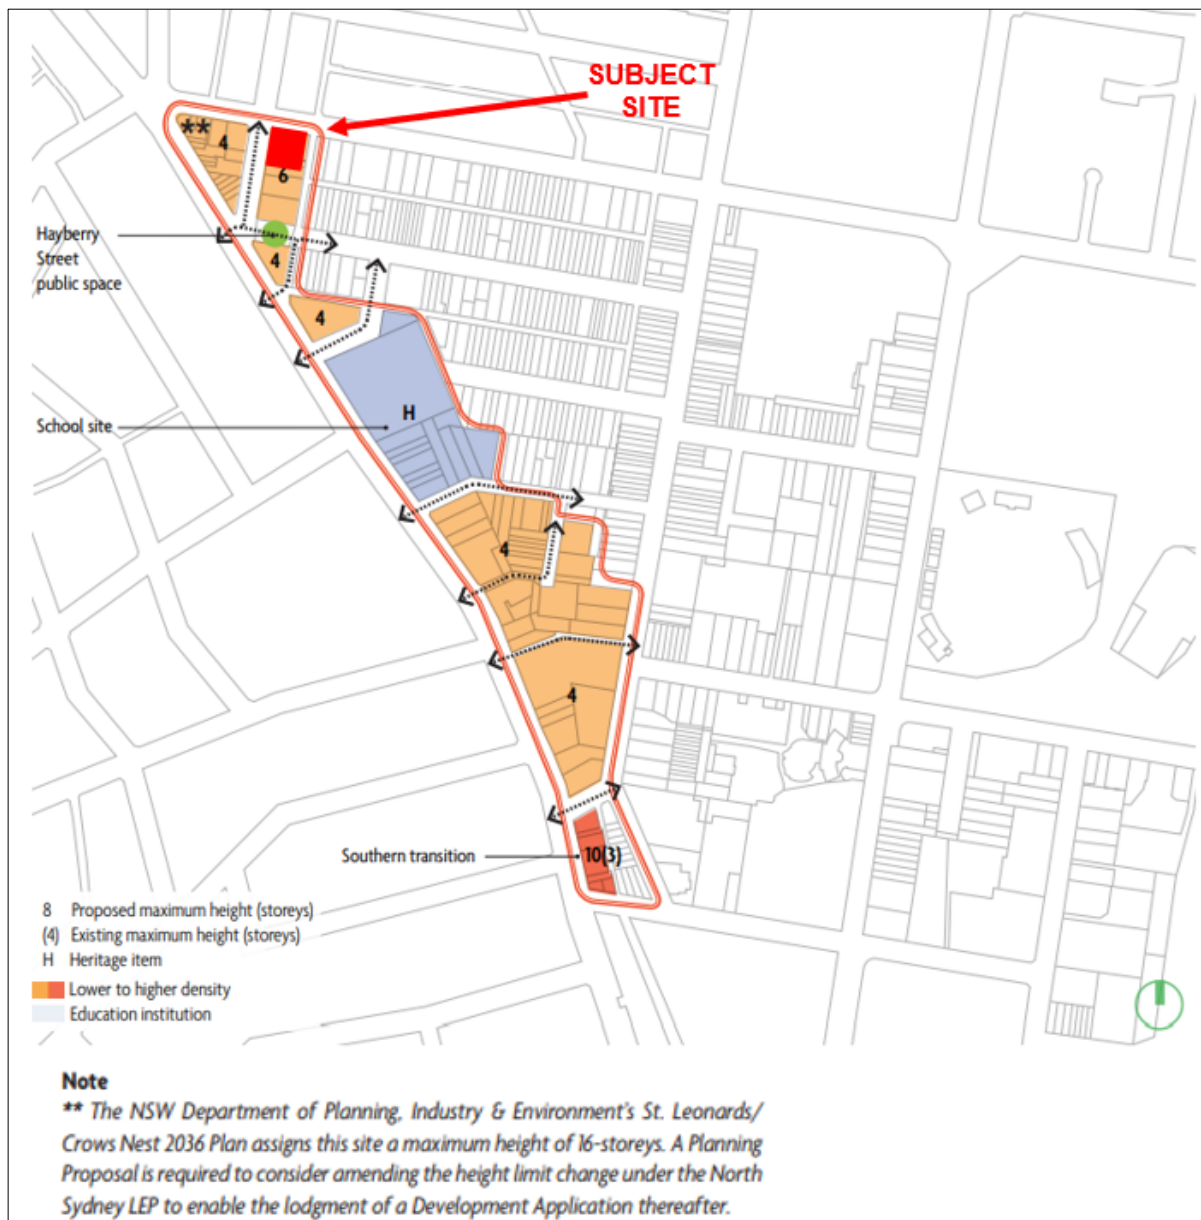 SUBJECT
SITE
**
4
6
Hayberry
Street
public space
4
4
School site
H
4
4
Southern transition
10(3)
8 Proposed maximum height (storeys)
(4) Existing maximum height (storeys)
H Heritage item
Lower to higher density
Education institution
Note
** The NSW Department of Planning, Industry & Environment's St. Leonards/
Crows Nest 2036 Plan assigns this site a maximum height of 16-storeys. A Planning
Proposal is required to consider amending the height limit change under the North
Sydney LEP to enable the lodgment of a Development Application thereafter.